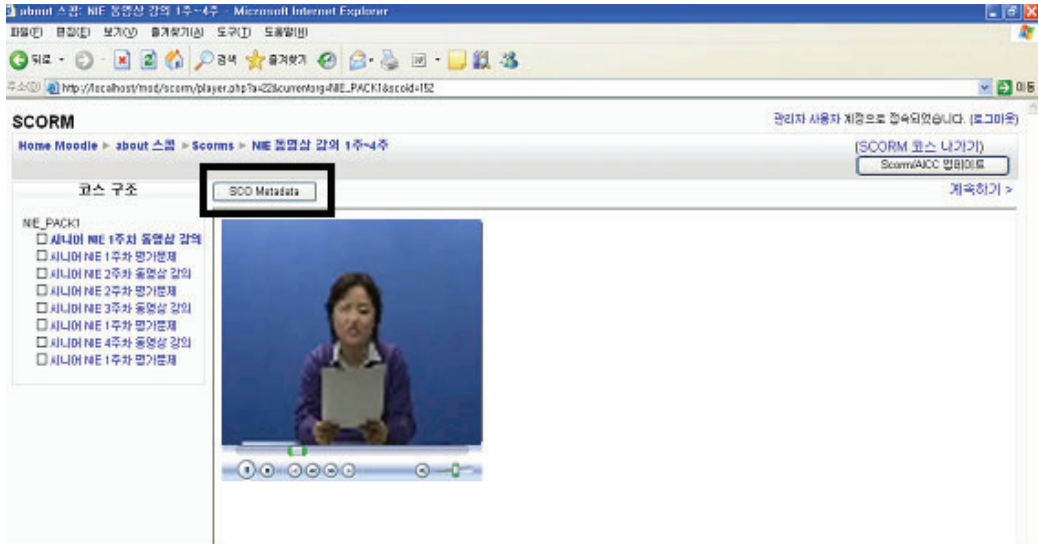 about 스콤: NIE 동영상 강의 1주~4주 - Microsoft Internet Explorer
파일(F) 편집(E) 보기(V) 즐겨찾기(A) 도구(T) 도움말(H)
뒤로 검색 즐겨찾기
주소(D) http://localhost/mod/scorm/player.php?a=22&currentorg=NIE_PACK1&scoid=152 이동
SCORM 관리자 사용자 계정으로 접속되었습니다. (로그아웃)
Home Moodle ▶ about 스콤 ▶ Scorms ▶ NIE 동영상 강의 1주~4주 (SCORM 코스 나가기)
Scorm/AICC 업데이트
코스 구조 SCO Metadata 계속하기 >
NIE_PACK1
시니어 NIE 1주차 동영상 강의
시니어 NIE 1주차 평가문제
시니어 NIE 2주차 동영상 강의
시니어 NIE 2주차 평가문제
시니어 NIE 3주차 동영상 강의
시니어 NIE 1주차 평가문제
시니어 NIE 4주차 동영상 강의
시니어 NIE 1주차 평가문제